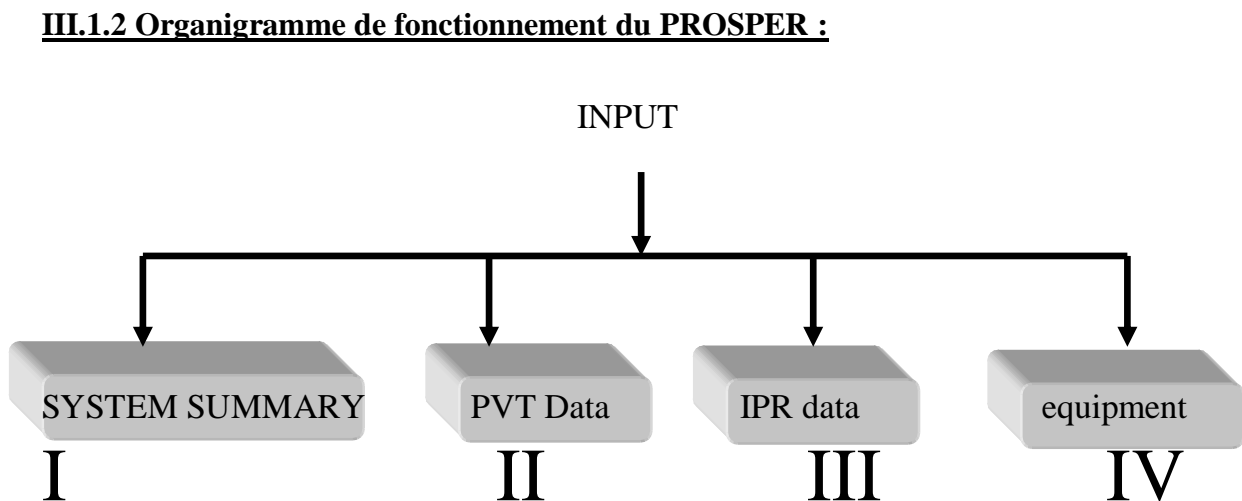 III.1.2 Organigramme de fonctionnement du PROSPER :
INPUT
SYSTEM SUMMARY PVT Data IPR data equipment
I II III IV